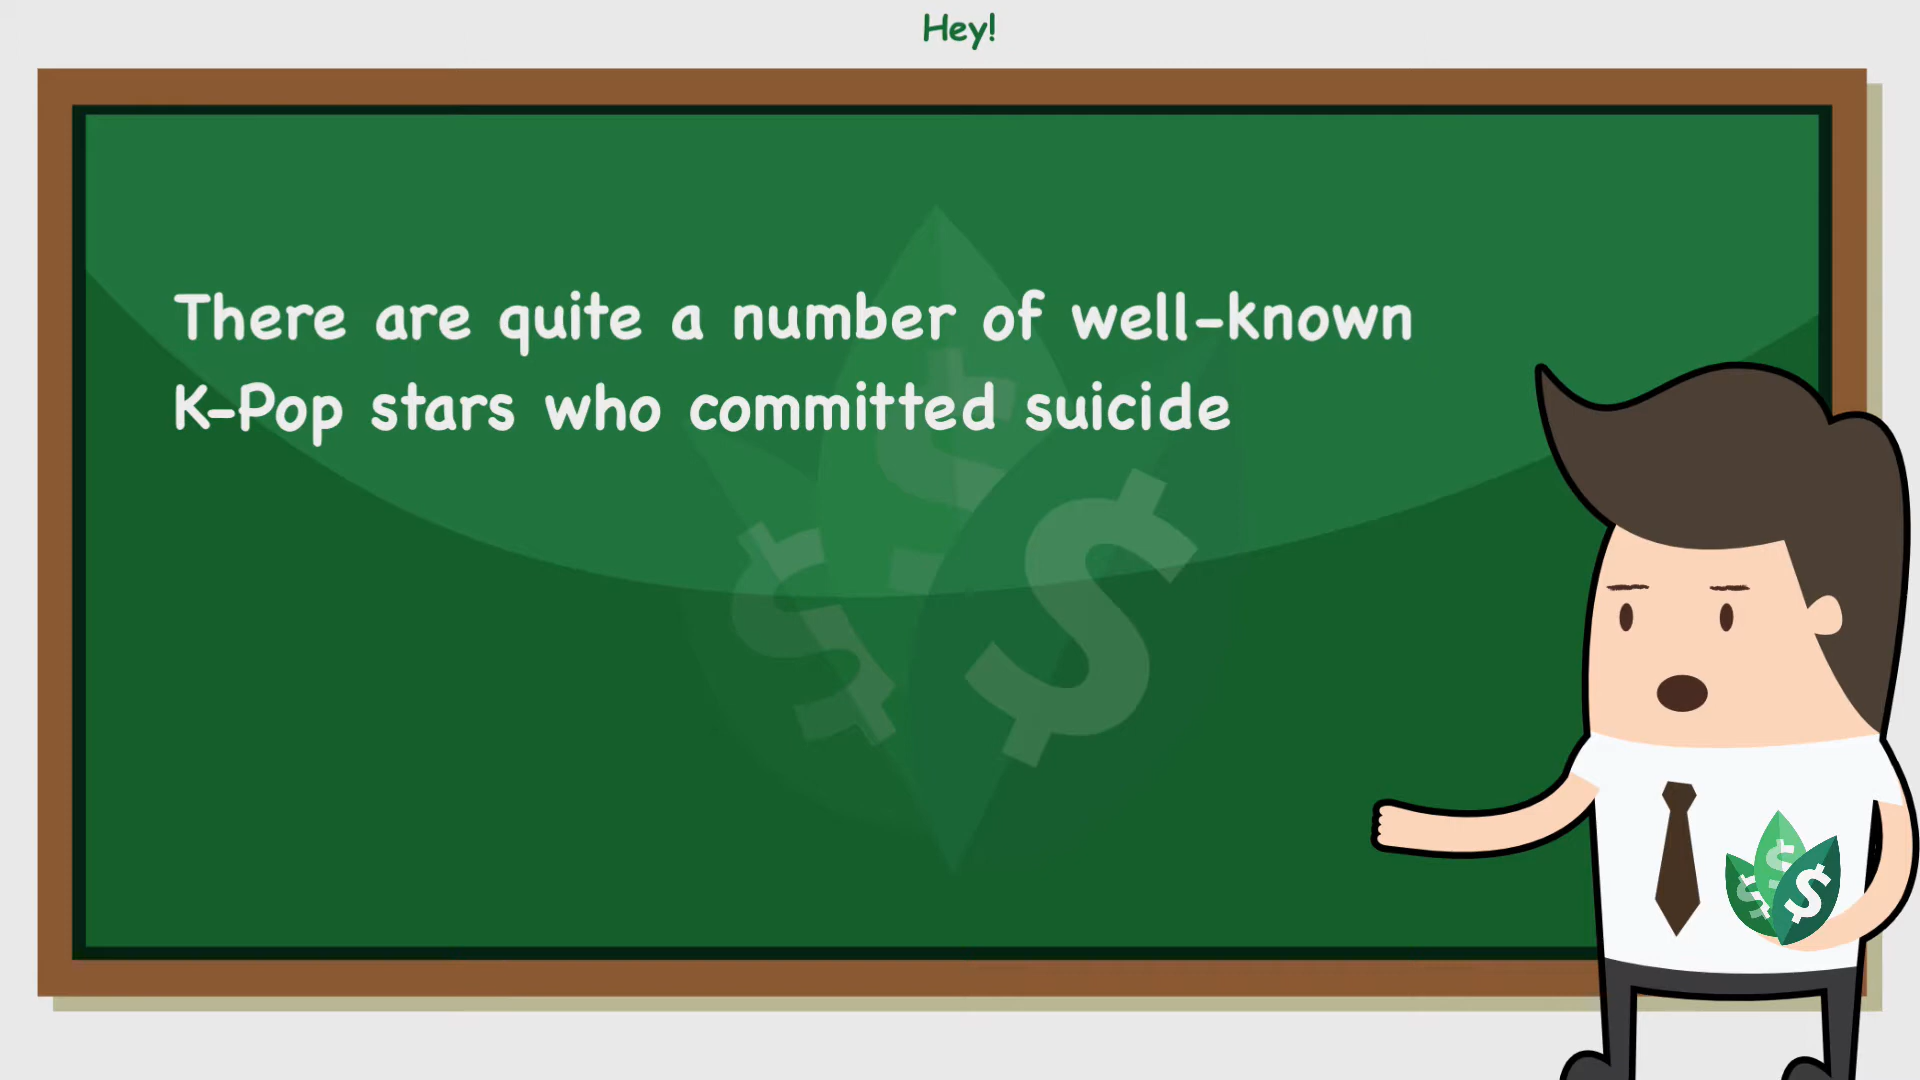 Hey!
There are quite a number of well-known
K-Pop stars who committed suicide